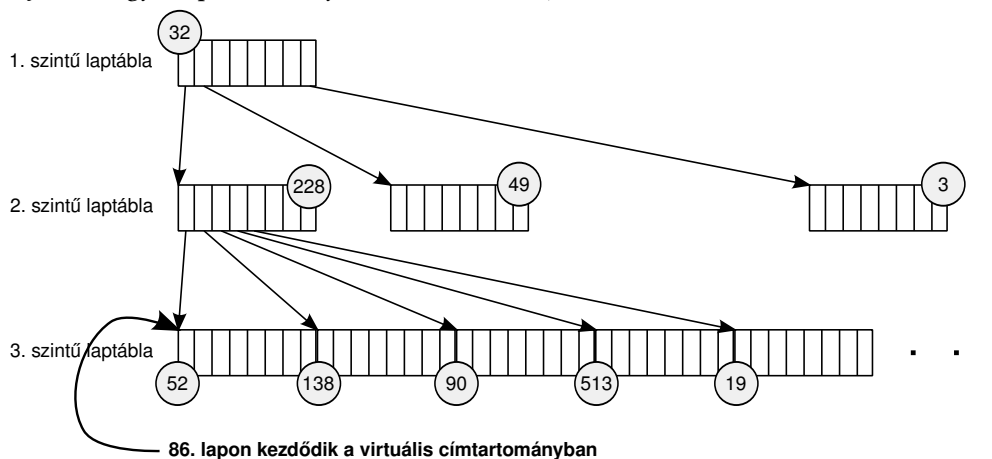 32
1. szintű laptábla
228
49
3
2. szintű laptábla
3. szintű laptábla
. .
52
138
90
513
19
86. lapon kezdődik a virtuális címtartományban